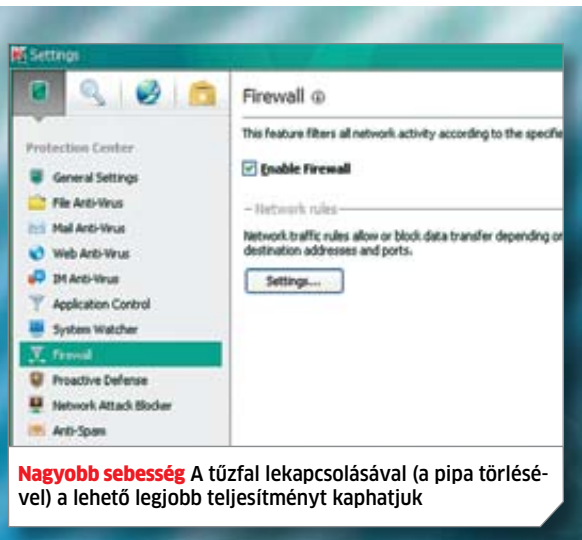 Settings
Firewall
This feature filters all network activity according to the specifie
Protection Center
Enable Firewall
General Settings
File Anti-Virus
Network rules
Mail Anti-Virus
Network traffic rules allow or block data transfer depending or
destination addresses and ports.
Web Anti-Virus
IM Anti-Virus
Settings...
Application Control
System Watcher
Firewall
Proactive Defense
Network Attack Blocker
Anti-Spam
Nagyobb sebesség A tűzfal lekapcsolásával (a pipa törlésé-
vel) a lehető legjobb teljesítményt kaphatjuk